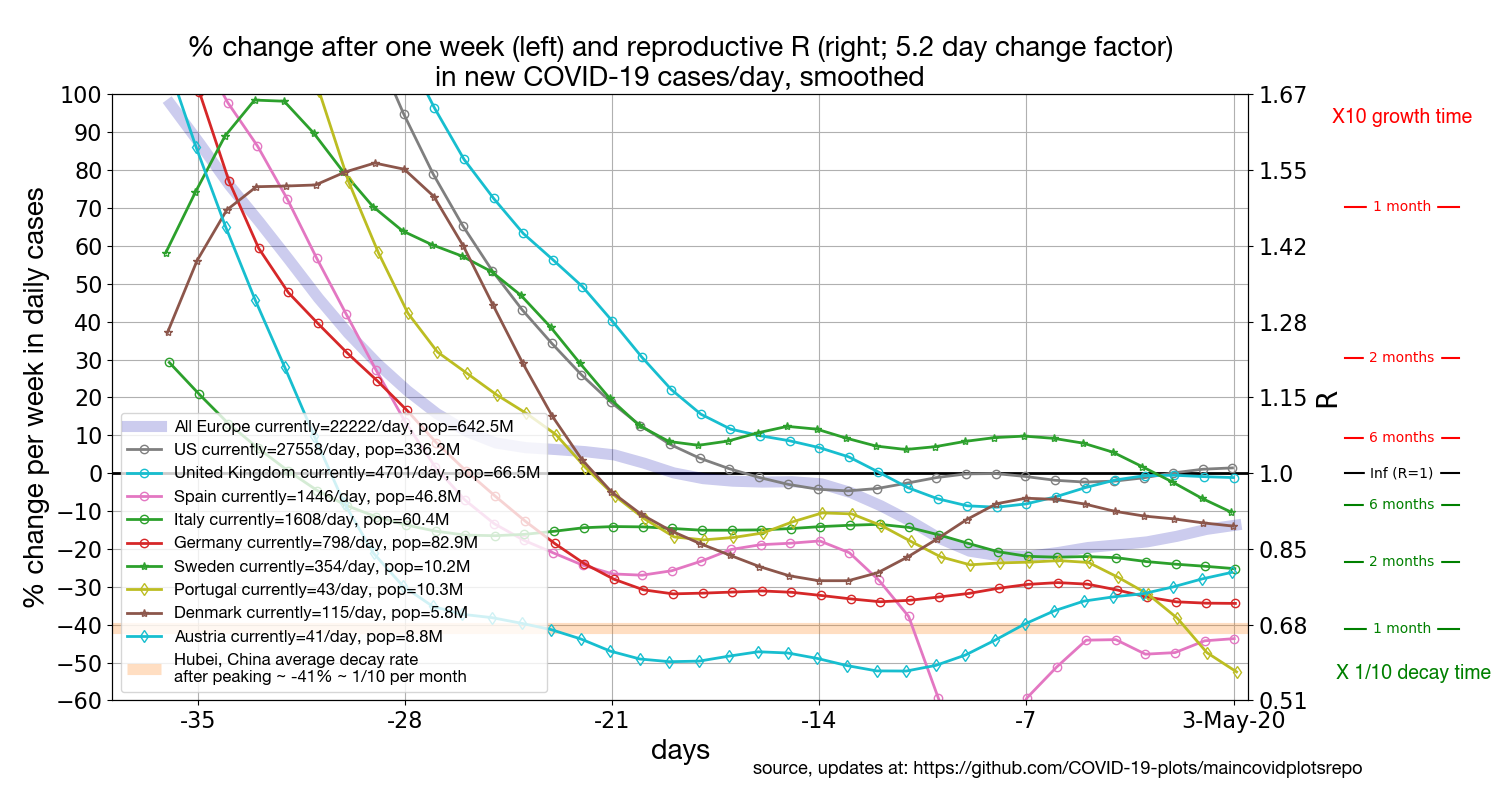 % change after one week (left) and reproductive R (right; 5.2 day change factor)
in new COVID-19 cases/day, smoothed
% change per week in daily cases
100
90
80
70
60
50
40
30
20
10
0
−10
−20
−30
−40
−50
−60
All Europe currently=22222/day, pop=642.5M
US currently=27558/day, pop=336.2M
United Kingdom currently=4701/day, pop=66.5M
Spain currently=1446/day, pop=46.8M
Italy currently=1608/day, pop=60.4M
Germany currently=798/day, pop=82.9M
Sweden currently=354/day, pop=10.2M
Portugal currently=43/day, pop=10.3M
Denmark currently=115/day, pop=5.8M
Austria currently=41/day, pop=8.8M
Hubei, China average decay rate
after peaking ~ -41% ~ 1/10 per month
-35
-28
-21
-14
-7
3-May-20
days
1.67
1.55
1.42
1.28
1.15
1.0
0.85
0.68
0.51
R
X10 growth time
1 month
2 months
6 months
Inf (R=1)
6 months
2 months
1 month
X 1/10 decay time
source, updates at: https://github.com/COVID-19-plots/maincovidplotsrepo